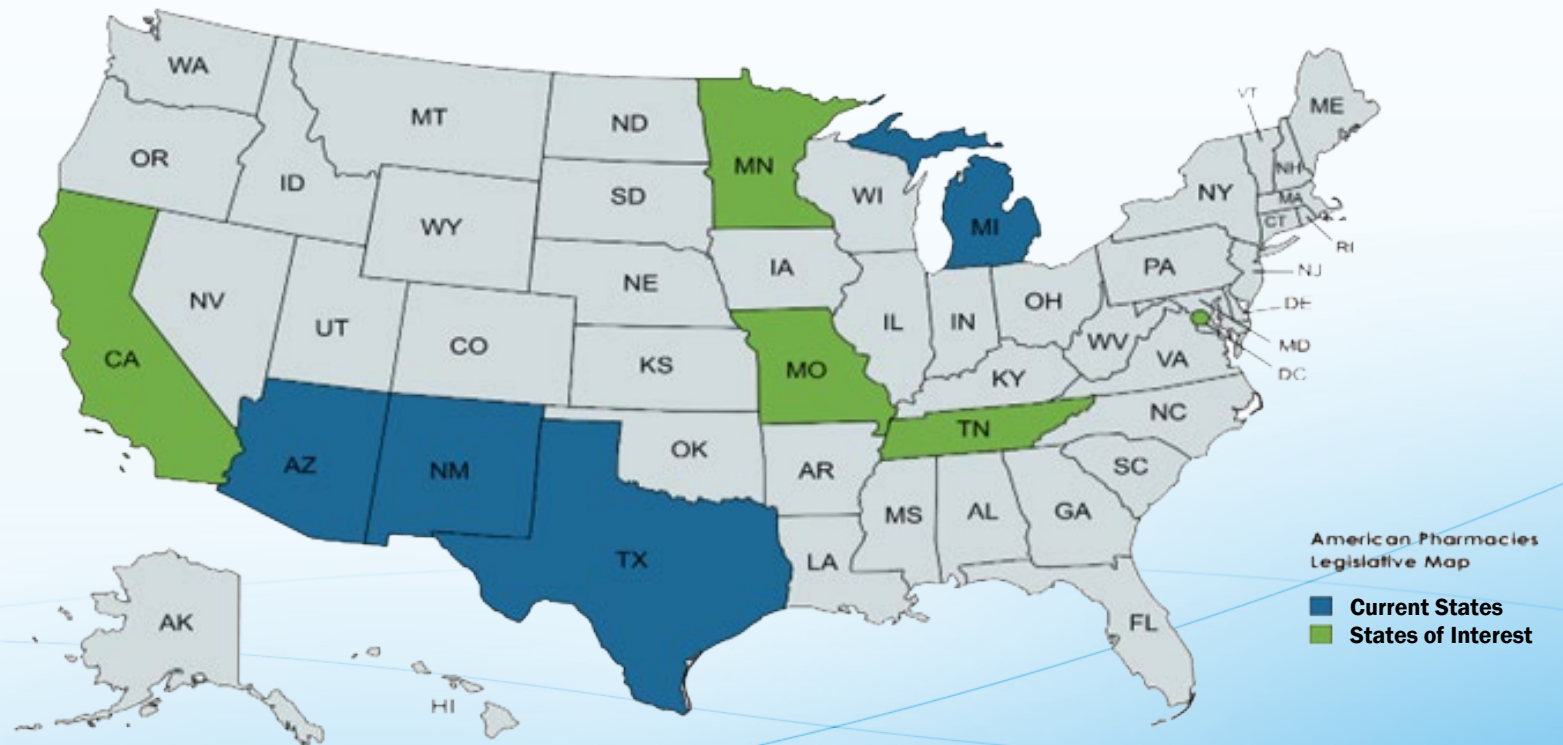 WA
MT
ND
MN
VT
ME
OR
ID
SD
WI
NY
NH
MA
CT
RI
WY
MI
IA
PA
NJ
NV
NE
OH
DE
UT
CO
IL
IN
WV
MD
VA
DC
CA
KS
MO
KY
NC
TN
AZ
NM
OK
AR
SC
MS
AL
GA
TX
LA
American Pharmacies
Legislative Map
Current States
States of Interest
FL
AK
HI